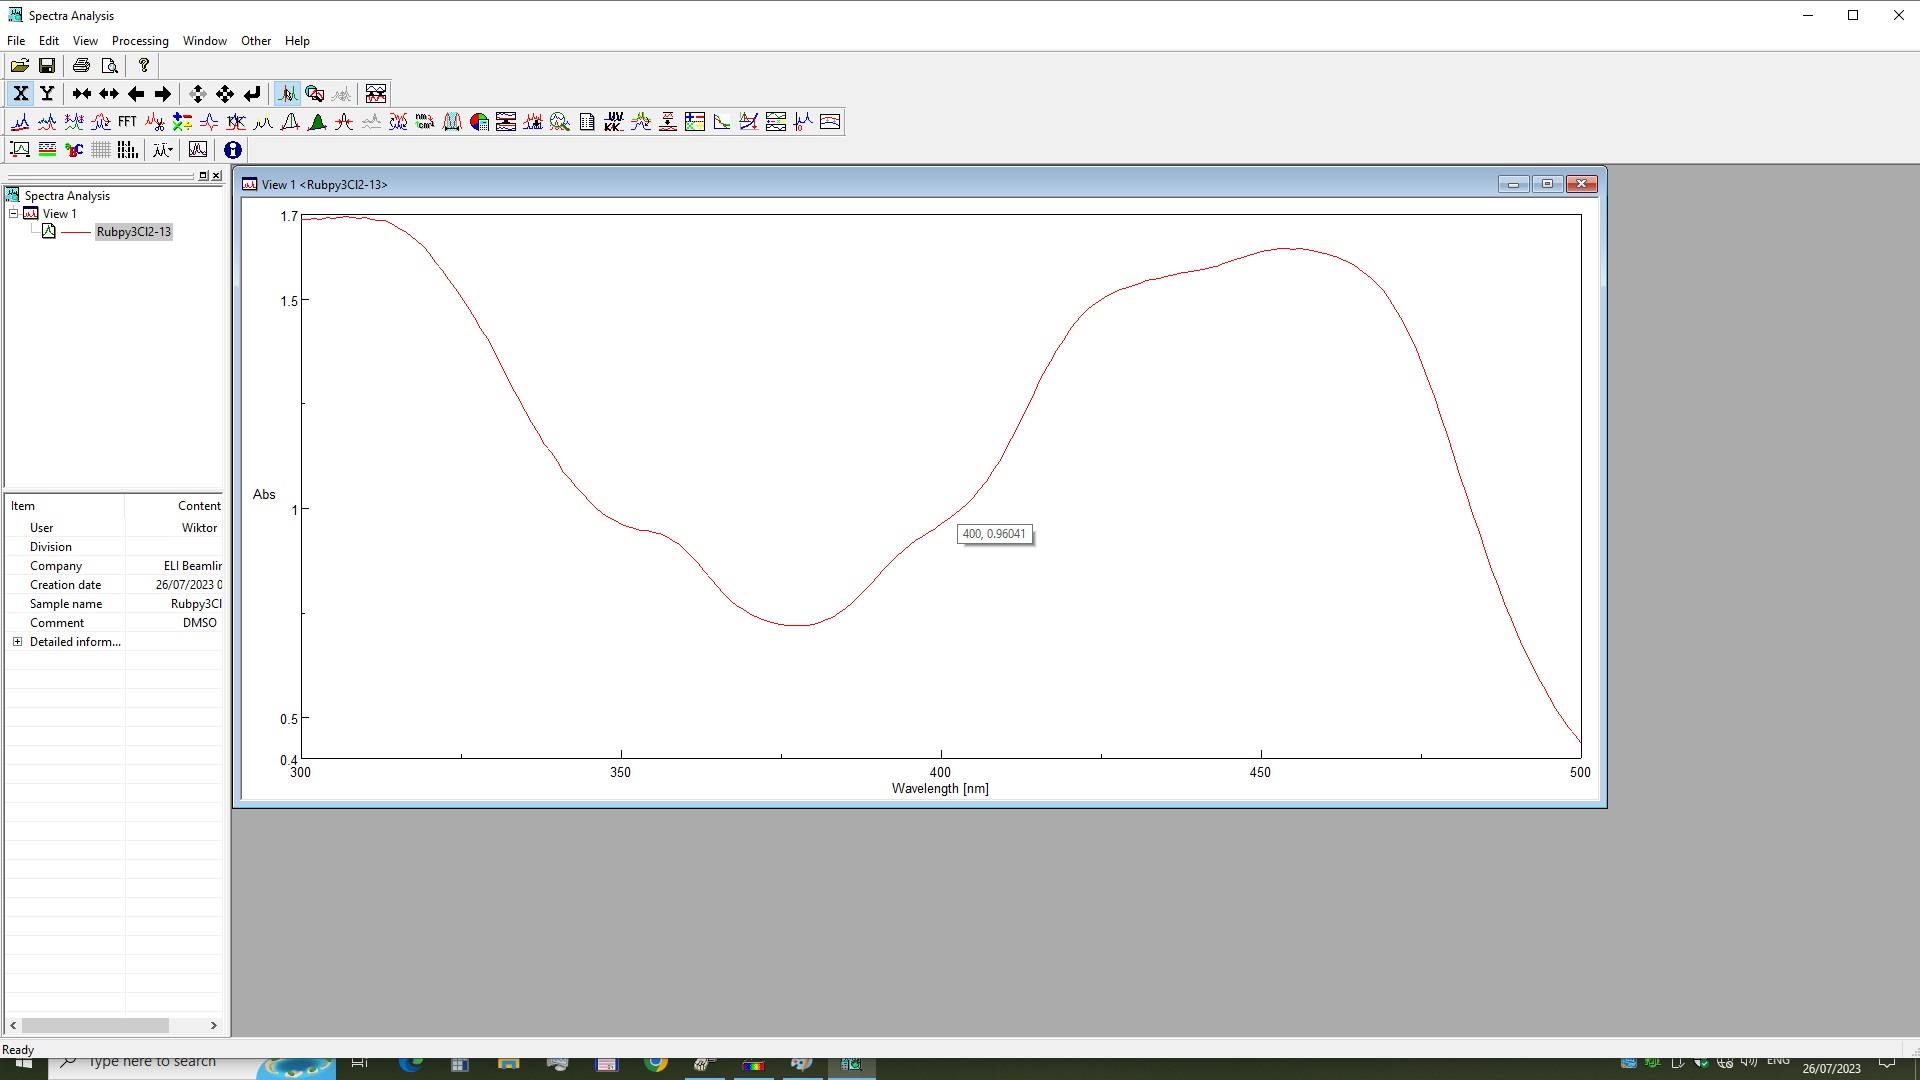 Spectra Analysis
File Edit View Processing Window Other Help
X Y
FFT
Spectra Analysis
View 1
Rubpy3Cl2-13
Item Content
User Wiktor
Division
Company ELI Beamlir
Creation date 26/07/2023 0
Sample name Rubpy3Cl
Comment DMSO
Detailed inform...
View 1 <Rubpy3Cl2-13>
1.7
1.5
Abs
1
0.5
0.4
400, 0.96041
300 350 400 450 500
Wavelength [nm]
Ready
Type here to search
ENG
26/07/2023